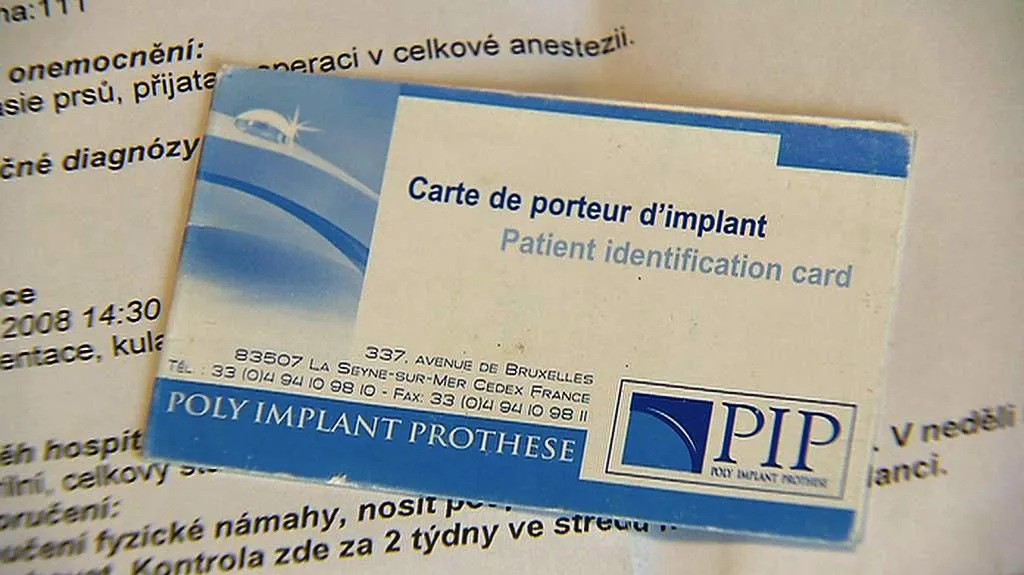 na:111
onemocnění:
asie prsů, přijata operaci v celkové anestezii.
čné diagnózy
ce
2008 14:30
entace, kula
Carte de porteur d'implant
Patient identification card
337, AVENUE DE BRUXELLES
83507 LA SEYNE-SUR-MER CEDEX FRANCE
TÉL : 33 (0)4 94 10 98 10 - FAX: 33 (0)4 94 10 98 11
POLY IMPLANT PROTHESE
PIP
POLY IMPLANT PROTHESE
éh hospit . V neděli
ilní, celkový lanci.
oručení:
učení fyzické námahy, nosit
Kontrola zde za 2 týdny ve středu